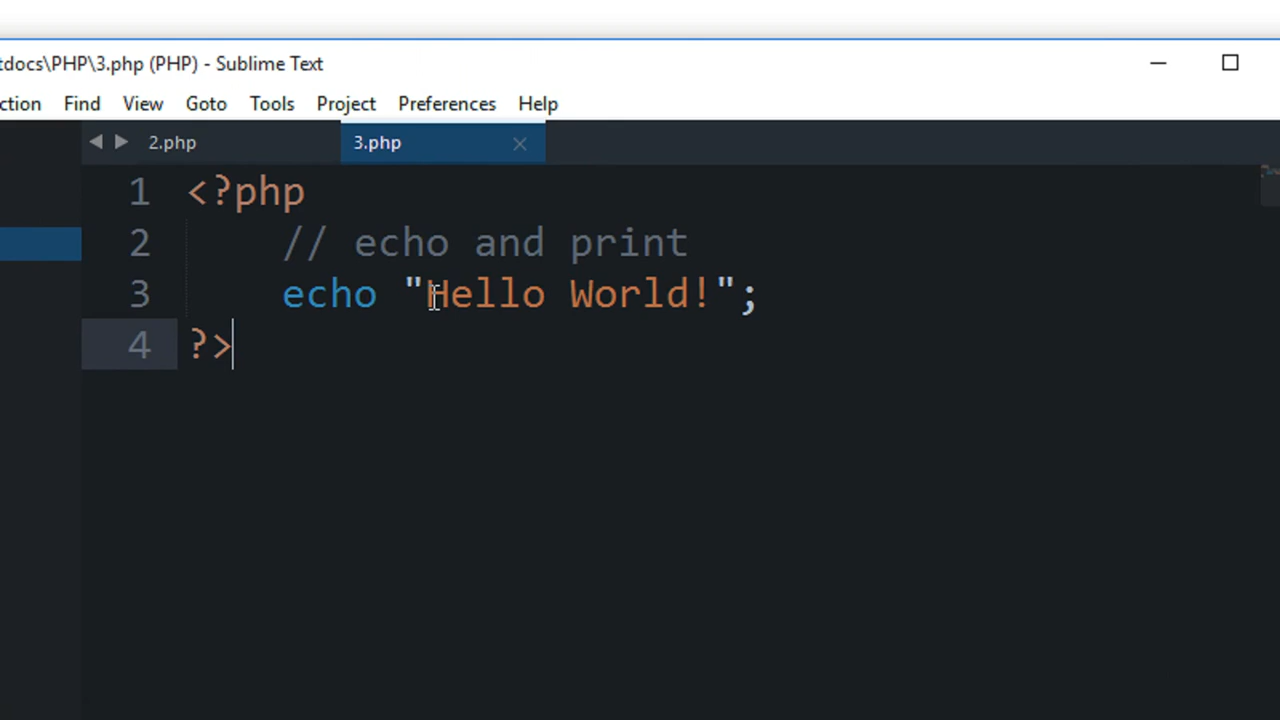 tdocs\PHP\3.php (PHP) - Sublime Text
ction Find View Goto Tools Project Preferences Help
2.php 3.php
1 <?php
2 // echo and print
3 echo "Hello World!";
4 ?>